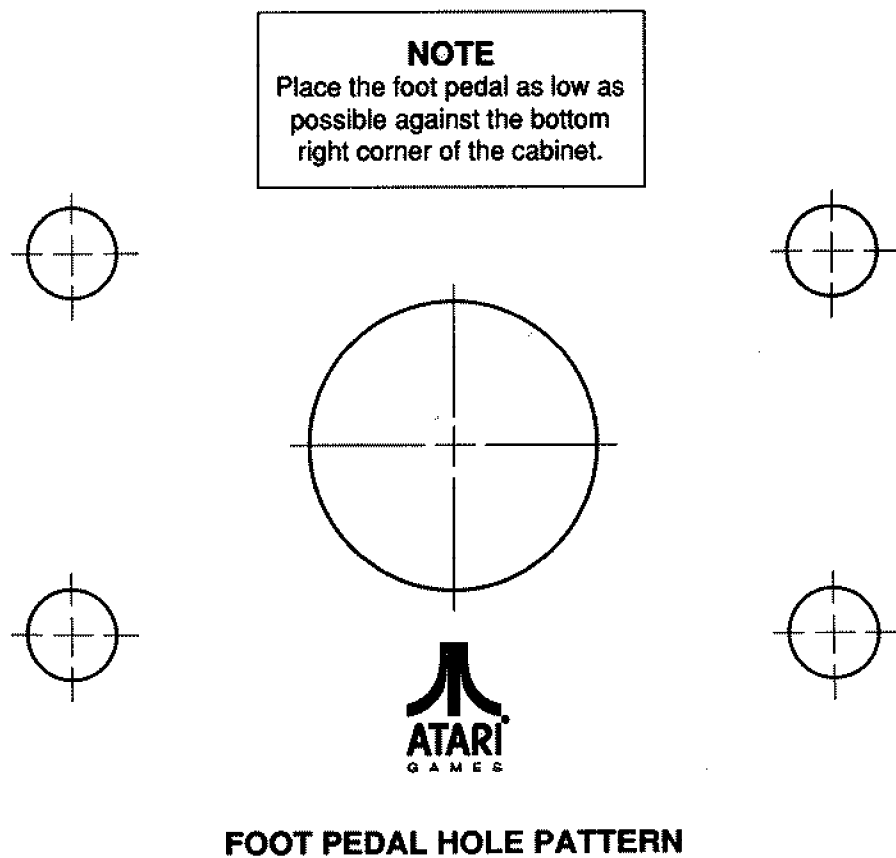 NOTE
Place the foot pedal as low as
possible against the bottom
right corner of the cabinet.
ATARI®
GAMES
FOOT PEDAL HOLE PATTERN